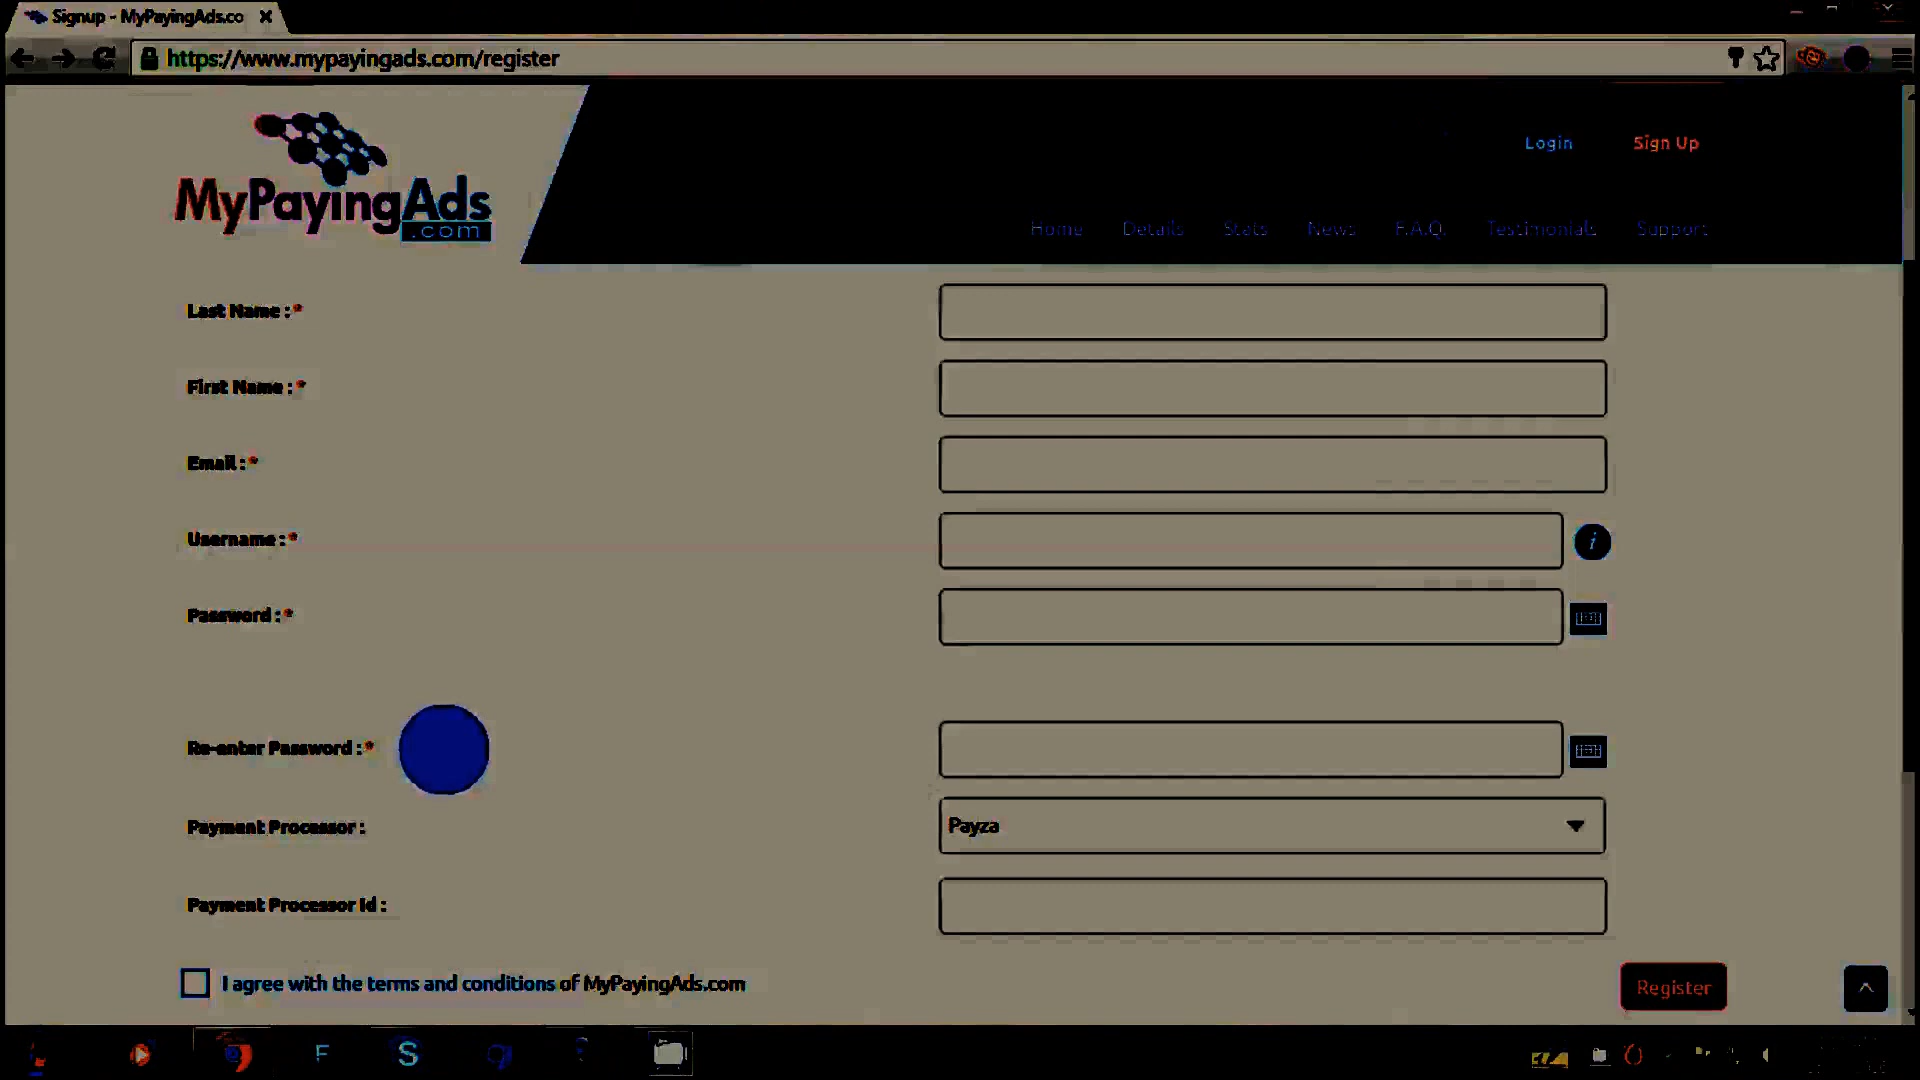 Signup - MyPayingAds.co
https://www.mypayingads.com/register
Login Sign Up
MyPayingAds
.com
Home Details Stats News F.A.Q. Testimonials Support
Last Name : *
First Name : *
Email : *
Username : *
i
Password : *
Re-enter Password : *
Payment Processor :
Payza
Payment Processor Id :
I agree with the terms and conditions of MyPayingAds.com
Register
F S